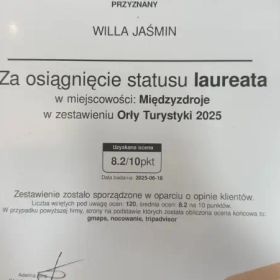 PRZYZNANY
WILLA JAŚMIN
Za osiągnięcie statusu laureata
w miejscowości: Międzyzdroje
w zestawieniu Orły Turystyki 2025
Uzyskana ocena
8.2/10pkt
Data badania: 2025-06-16
Zestawienie zostało sporządzone w oparciu o opinie klientów.
Liczba wziętych pod uwagę ocen: 120, średnia ocen: 8.2 na 10 punktów.
W przypadku powyższej firmy, strony na podstawie których została obliczona ocena końcowa to:
gmaps, nocowanie, tripadvisor